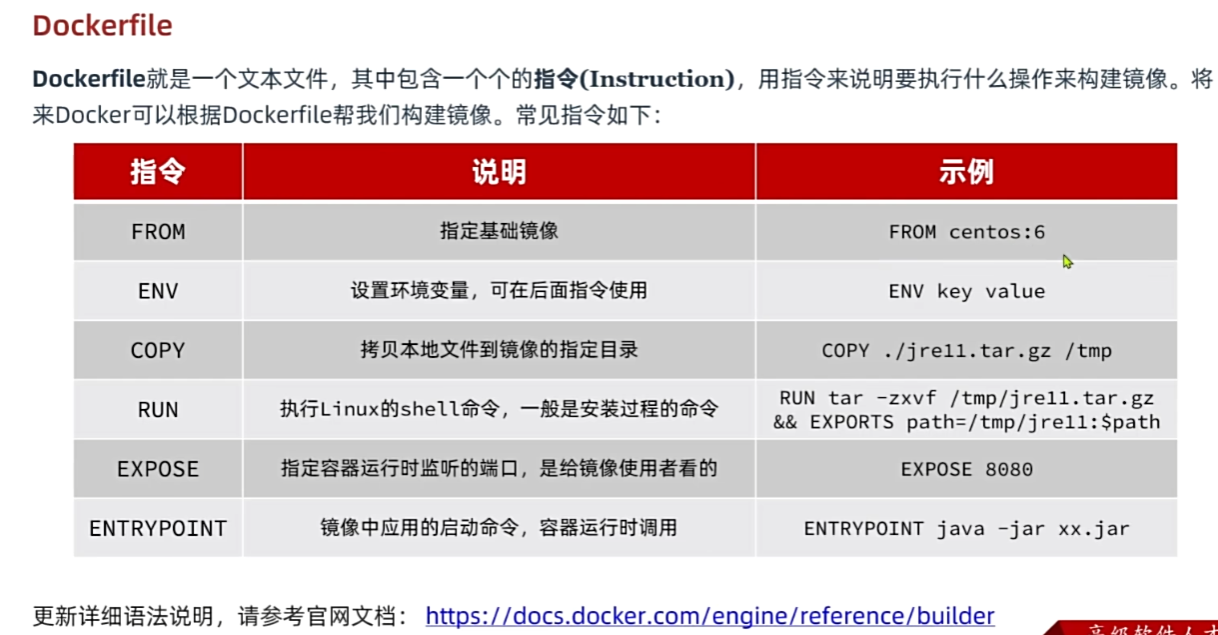 Dockerfile
Dockerfile就是一个文本文件，其中包含一个个的指令(Instruction)，用指令来说明要执行什么操作来构建镜像。将
来Docker可以根据Dockerfile帮我们构建镜像。常见指令如下：
指令 说明 示例
FROM 指定基础镜像 FROM centos:6
ENV 设置环境变量，可在后面指令使用 ENV key value
COPY 拷贝本地文件到镜像的指定目录 COPY ./jre11.tar.gz /tmp
RUN 执行Linux的shell命令，一般是安装过程的命令 RUN tar -zxvf /tmp/jre11.tar.gz
&& EXPORTS path=/tmp/jre11:$path
EXPOSE 指定容器运行时监听的端口，是给镜像使用者看的 EXPOSE 8080
ENTRYPOINT 镜像中应用的启动命令，容器运行时调用 ENTRYPOINT java -jar xx.jar
更新详细语法说明，请参考官网文档： https://docs.docker.com/engine/reference/builder
高级软件人才